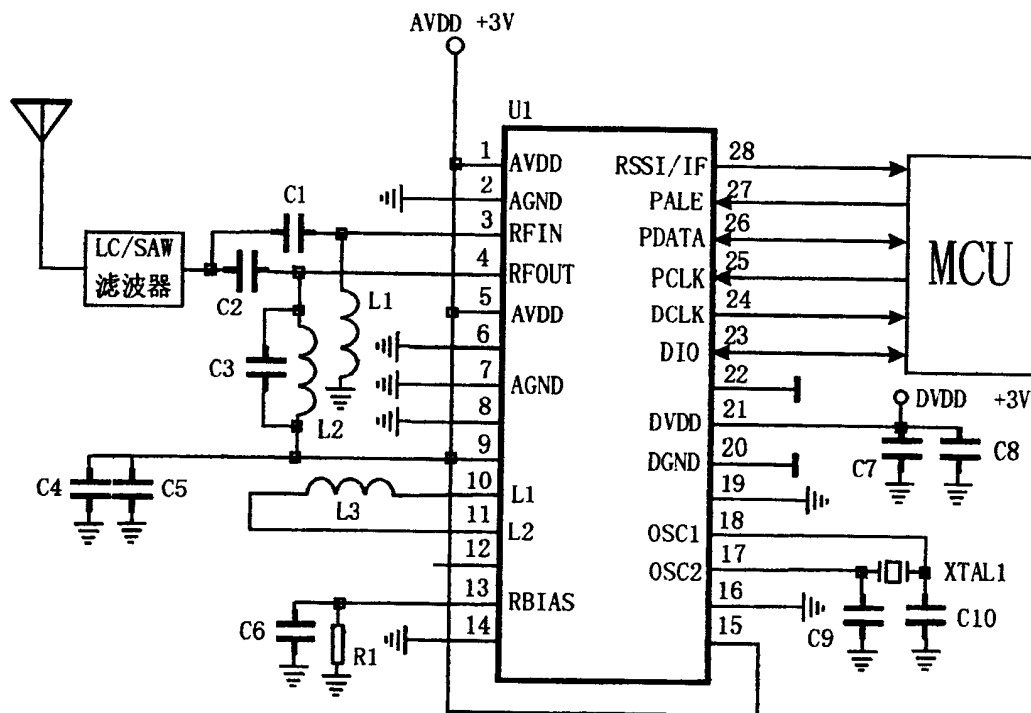 AVDD +3V
U1
1 AVDD
2 AGND
3 RFIN
4 RFOUT
5 AVDD
6
7 AGND
8
9
10 L1
11 L2
12
13 RBIAS
14
RSSI/IF 28
PALE 27
PDATA 26
PCLK 25
DCLK 24
DIO 23
22
DVDD 21
DGND 20
19
OSC1 18
OSC2 17
16
15
MCU
DVDD +3V
C7
C8
XTAL1
C9
C10
LC/SAW
滤波器
C1
C2
L1
C3
L2
C4
C5
L3
C6
R1